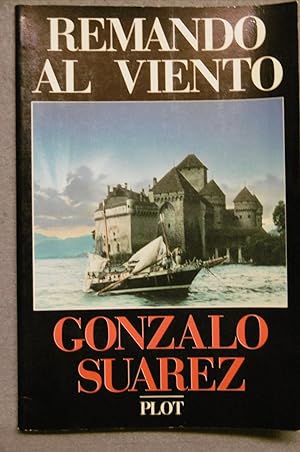 REMANDO
AL VIENTO
GONZALO
SUAREZ
PLOT